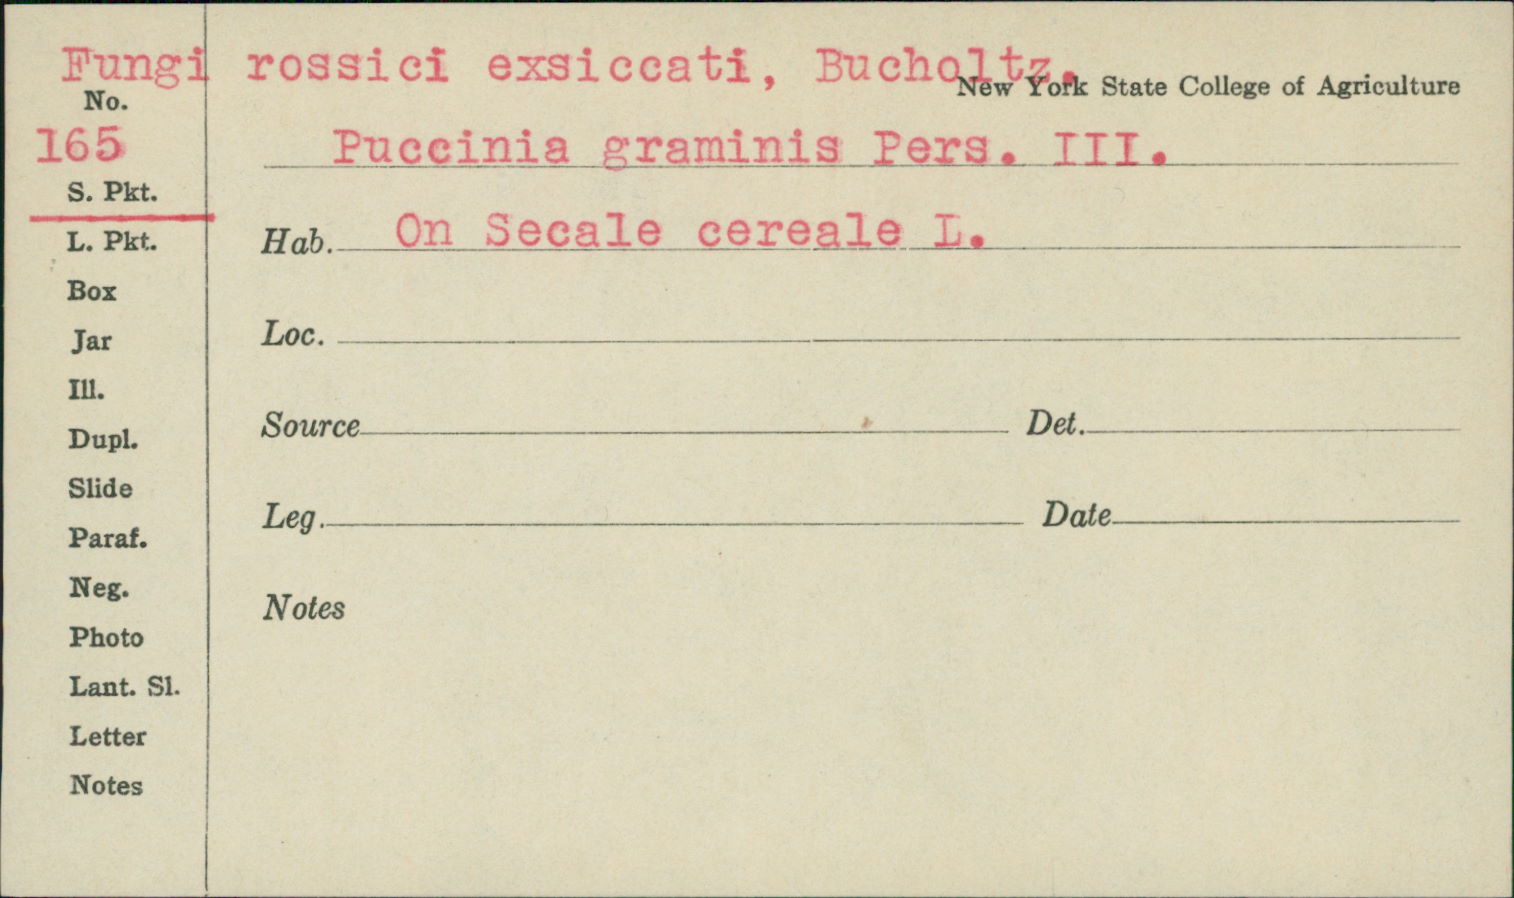 Fungi rossici exsiccati, Bucholtz.
New York State College of Agriculture
No.
165
Puccinia graminis Pers. III.
S. Pkt.
Hab. On Secale cereale L.
L. Pkt.
Box
Loc.
Jar
Ill.
Source Det.
Dupl.
Slide
Leg. Date
Paraf.
Neg.
Notes
Photo
Lant. Sl.
Letter
Notes